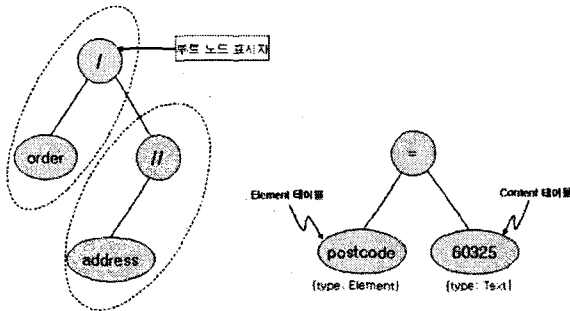 /
루트 노드 표시자
order
//
=
Element 테이블
Content 테이블
address
postcode
60325
{type: Element}
{type: Text}